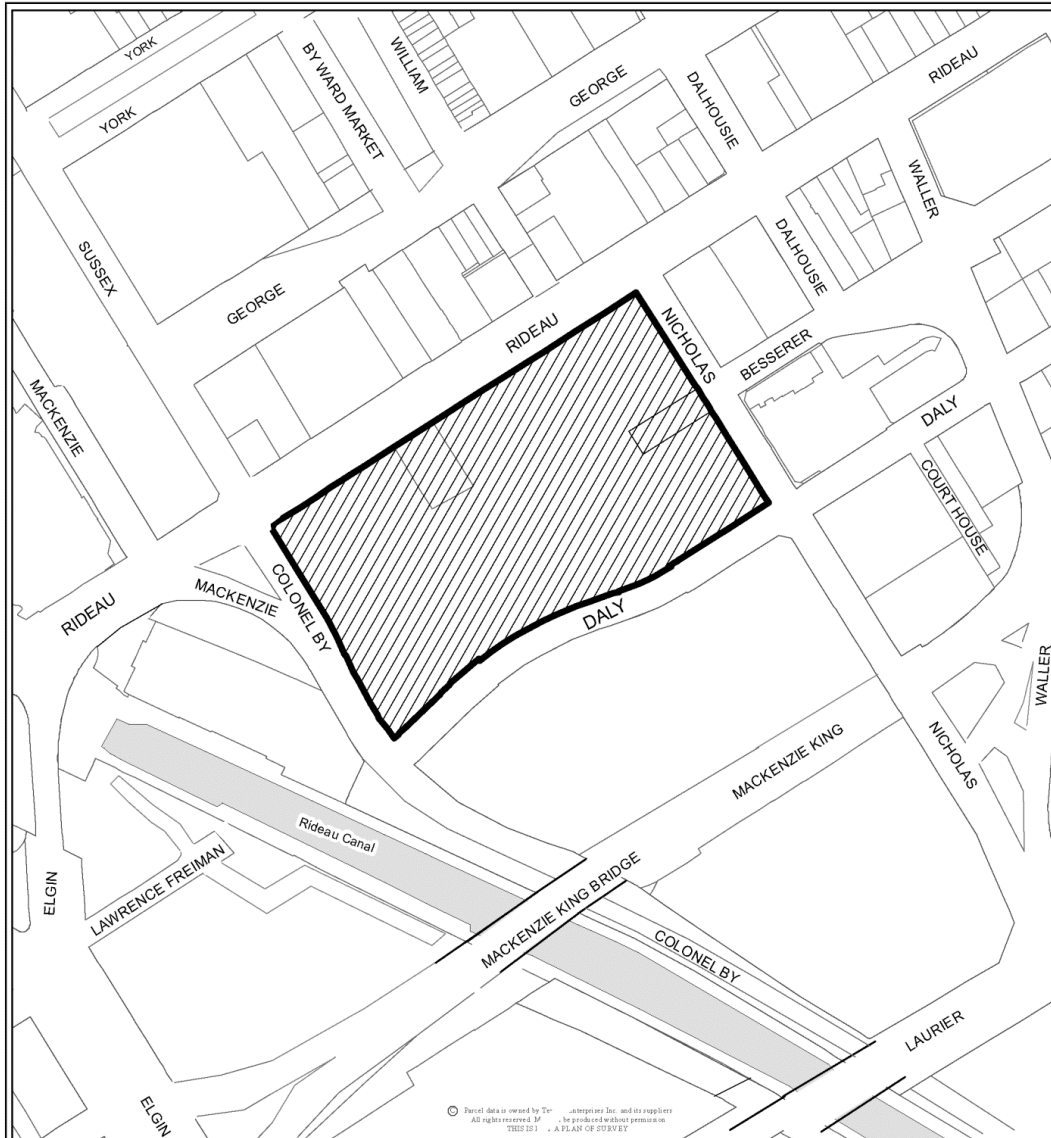 YORK
YORK
BY WARD MARKET
WILLIAM
GEORGE
DALHOUSIE
RIDEAU
WALLER
SUSSEX
GEORGE
DALHOUSIE
RIDEAU
NICHOLAS
BESSERER
MACKENZIE
DALY
COURT HOUSE
COLONEL BY
MACKENZIE
RIDEAU
DALY
WALLER
NICHOLAS
MACKENZIE KING
Rideau Canal
LAWRENCE FREIMAN
ELGIN
MACKENZIE KING BRIDGE
COLONEL BY
LAURIER
ELGIN
© Parcel data is owned by Enterprises Inc. and its suppliers
All rights reserved. be produced without permission
THIS IS A PLAN OF SURVEY